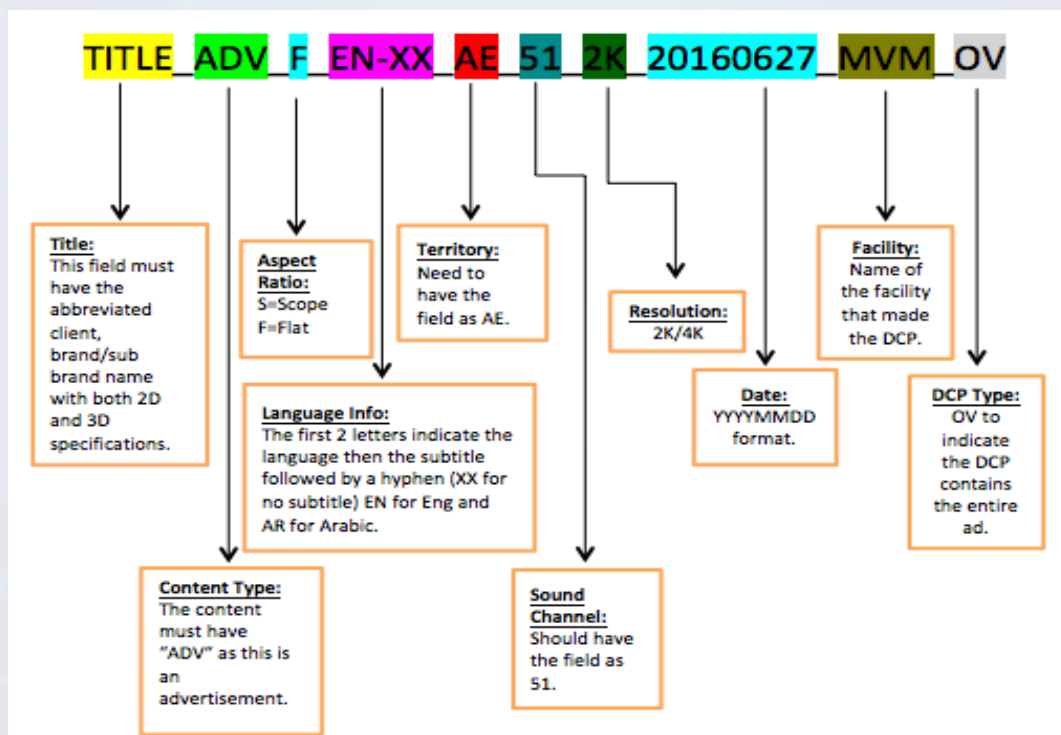 TITLE_ADV_F_EN-XX_AE_51_2K_20160627_MVM_OV
Title:
This field must
have the
abbreviated
client,
brand/sub
brand name
with both 2D
and 3D
specifications.
Aspect
Ratio:
S=Scope
F=Flat
Territory:
Need to
have the
field as AE.
Resolution:
2K/4K
Facility:
Name of
the facility
that made
the DCP.
Language Info:
The first 2 letters indicate the
language then the subtitle
followed by a hyphen (XX for
no subtitle) EN for Eng and
AR for Arabic.
Date:
YYYYMMDD
format.
DCP Type:
OV to
indicate
the DCP
contains
the entire
ad.
Content Type:
The content
must have
"ADV" as this is
an
advertisement.
Sound
Channel:
Should have
the field as
51.